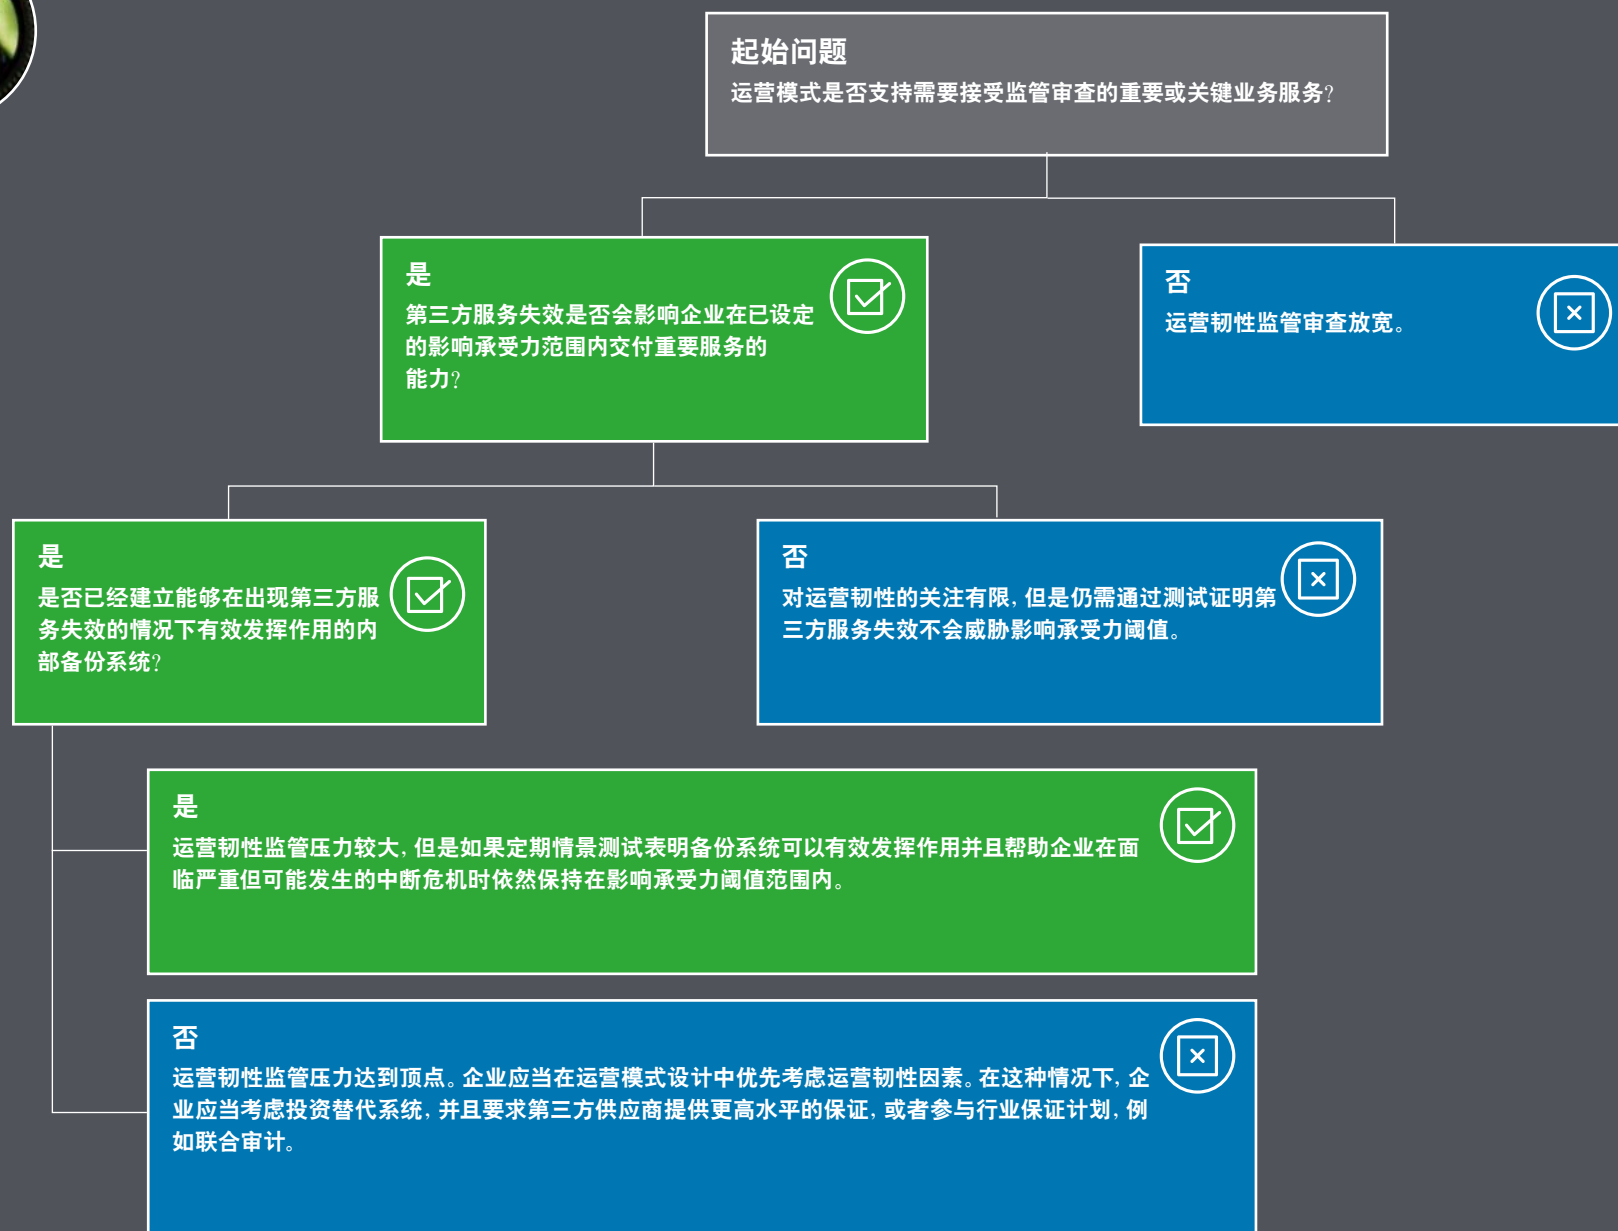 起始问题
运营模式是否支持需要接受监管审查的重要或关键业务服务?
是
第三方服务失效是否会影响企业在已设定
的影响承受力范围内交付重要服务的
能力?
否
运营韧性监管审查放宽。
是
是否已经建立能够在出现第三方服
务失效的情况下有效发挥作用的内
部备份系统?
否
对运营韧性的关注有限,但是仍需通过测试证明第
三方服务失效不会威胁影响承受力阈值。
是
运营韧性监管压力较大,但是如果定期情景测试表明备份系统可以有效发挥作用并且帮助企业在面
临严重但可能发生的中断危机时依然保持在影响承受力阈值范围内。
否
运营韧性监管压力达到顶点。企业应当在运营模式设计中优先考虑运营韧性因素。在这种情况下,企
业应当考虑投资替代系统,并且要求第三方供应商提供更高水平的保证,或者参与行业保证计划,例
如联合审计。